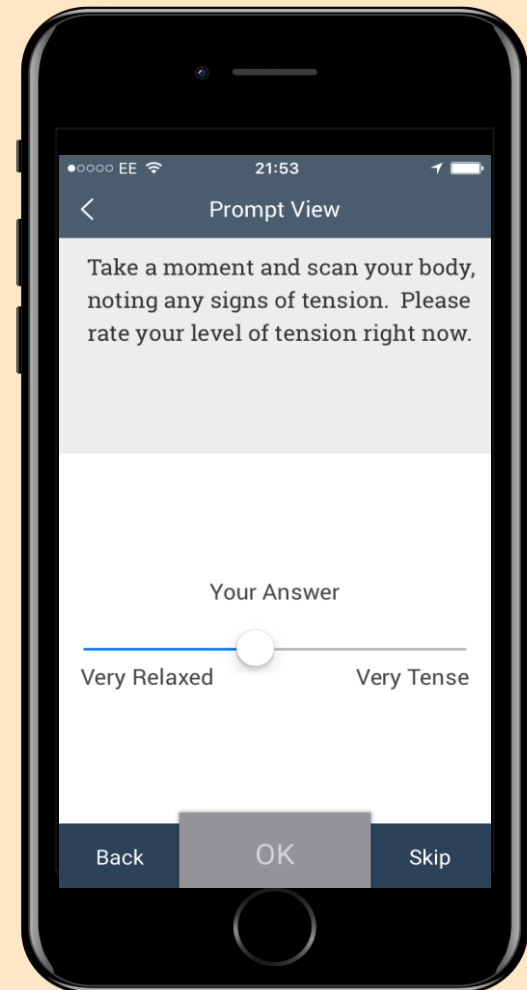 EE 21:53
Prompt View
Take a moment and scan your body,
noting any signs of tension.  Please
rate your level of tension right now.
Your Answer
Very Relaxed Very Tense
Back OK Skip